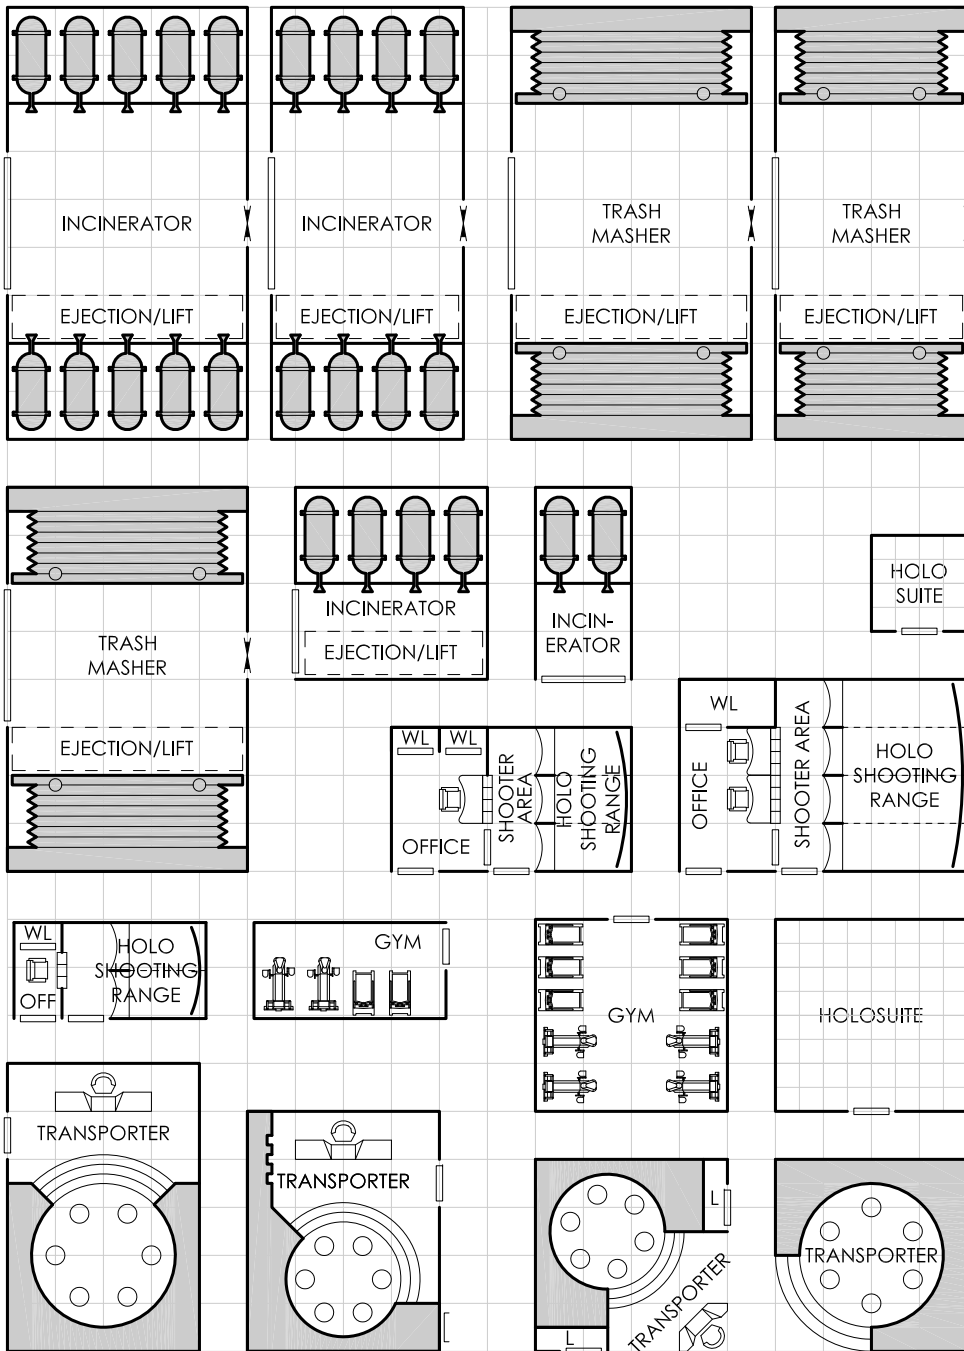 INCINERATOR
EJECTION/LIFT
INCINERATOR
EJECTION/LIFT
TRASH
MASHER
EJECTION/LIFT
TRASH
MASHER
EJECTION/LIFT
TRASH
MASHER
EJECTION/LIFT
INCINERATOR
EJECTION/LIFT
INCIN-
ERATOR
HOLO
SUITE
WL
WL
OFFICE
SHOOTER
AREA
HOLO
SHOOTING
RANGE
WL
OFFICE
SHOOTER AREA
HOLO
SHOOTING
RANGE
WL
OFF
HOLO
SHOOTING
RANGE
GYM
GYM
HOLOSUITE
TRANSPORTER
TRANSPORTER
L
TRANSPORTER
L
TRANSPORTER